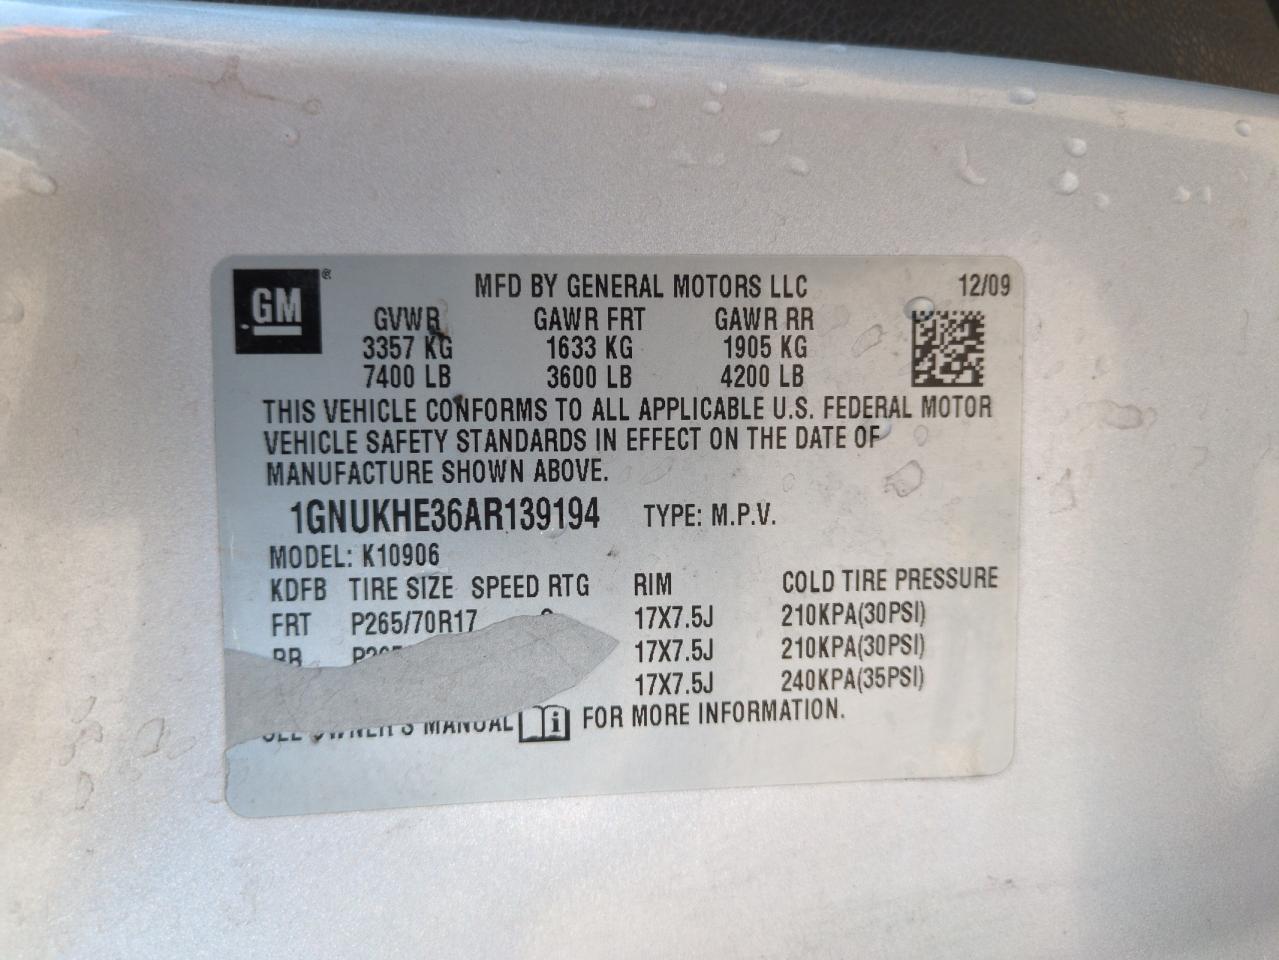 GM ® MFD BY GENERAL MOTORS LLC 12/09
GVWR GAWR FRT GAWR RR
3357 KG 1633 KG 1905 KG
7400 LB 3600 LB 4200 LB
THIS VEHICLE CONFORMS TO ALL APPLICABLE U.S. FEDERAL MOTOR
VEHICLE SAFETY STANDARDS IN EFFECT ON THE DATE OF
MANUFACTURE SHOWN ABOVE.
1GNUKHE36AR139194 TYPE: M.P.V.
MODEL: K10906
KDFB TIRE SIZE SPEED RTG RIM COLD TIRE PRESSURE
FRT P265/70R17 17X7.5J 210KPA(30PSI)
RR 17X7.5J 210KPA(30PSI)
17X7.5J 240KPA(35PSI)
SEE OWNER'S MANUAL FOR MORE INFORMATION.